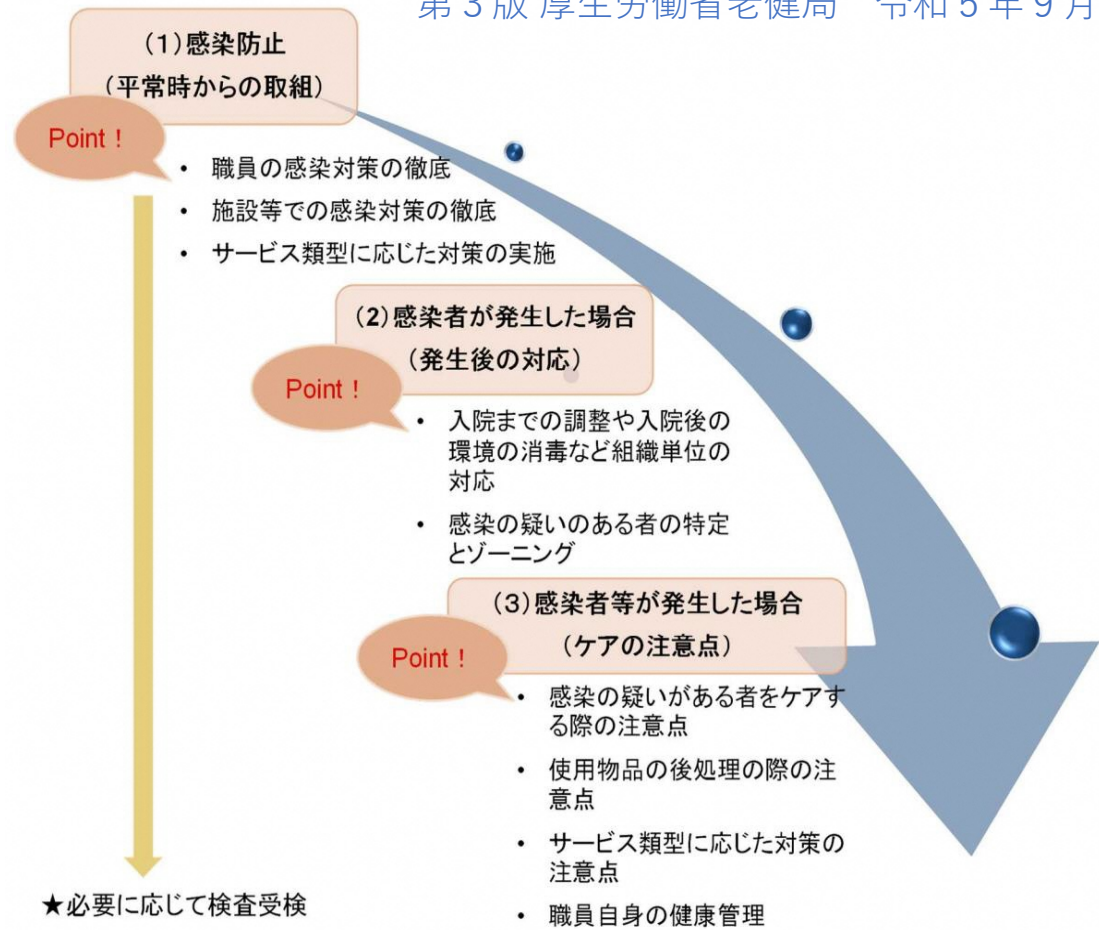 第3版 厚生労働省老健局 令和5年9月
(1)感染防止
(平常時からの取組)
Point！
• 職員の感染対策の徹底
• 施設等での感染対策の徹底
• サービス類型に応じた対策の実施
(2)感染者が発生した場合
(発生後の対応)
Point！
• 入院までの調整や入院後の
環境の消毒など組織単位の
対応
• 感染の疑いのある者の特定
とゾーニング
(3)感染者等が発生した場合
(ケアの注意点)
Point！
• 感染の疑いがある者をケアす
る際の注意点
• 使用物品の後処理の際の注
意点
• サービス類型に応じた対策の
注意点
• 職員自身の健康管理
★必要に応じて検査受検